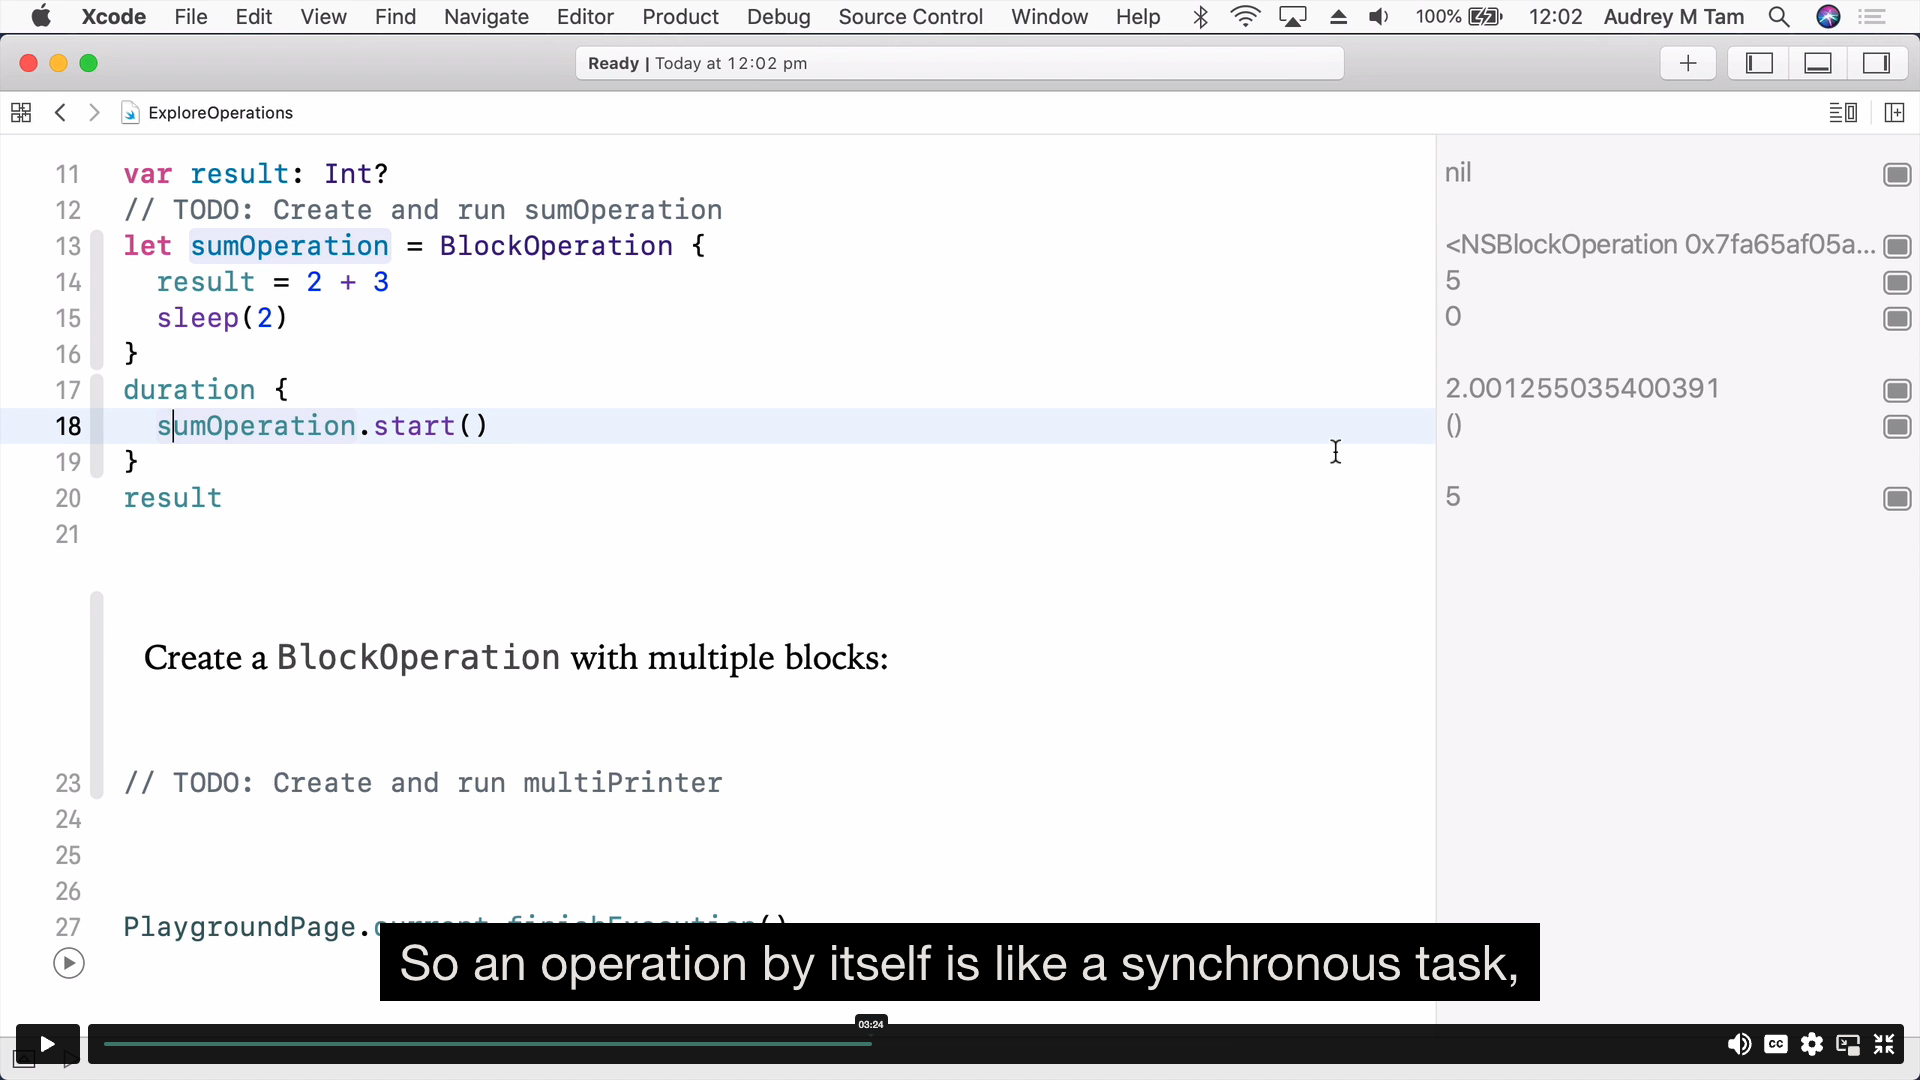 Xcode File Edit View Find Navigate Editor Product Debug Source Control Window Help 100% 12:02 Audrey M Tam
Ready | Today at 12:02 pm
ExploreOperations
11 var result: Int? nil
12 // TODO: Create and run sumOperation
13 let sumOperation = BlockOperation { <NSBlockOperation 0x7fa65af05a...
14 result = 2 + 3 5
15 sleep(2) 0
16 }
17 duration { 2.001255035400391
18 sumOperation.start() ()
19 }
20 result 5
21
Create a BlockOperation with multiple blocks:
23 // TODO: Create and run multiPrinter
24
25
26
27 PlaygroundPage.current.finishExecution()
So an operation by itself is like a synchronous task,
03:24
CC